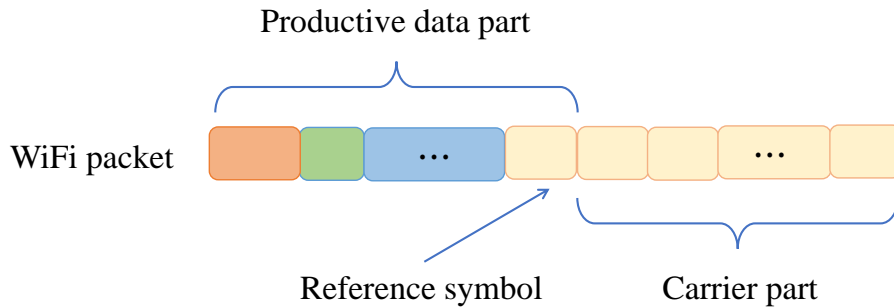 Productive data part
WiFi packet
...
...
Reference symbol
Carrier part